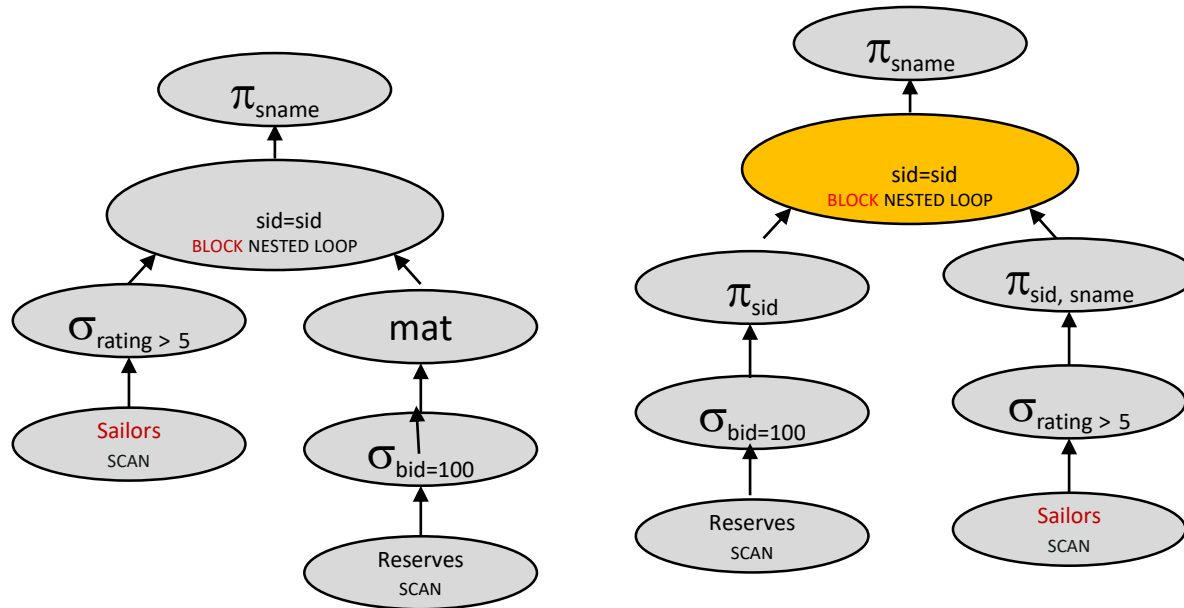 πsname
sid=sid
BLOCK NESTED LOOP
σrating > 5
mat
Sailors
SCAN
σbid=100
Reserves
SCAN
πsname
sid=sid
BLOCK NESTED LOOP
πsid
πsid, sname
σbid=100
σrating > 5
Reserves
SCAN
Sailors
SCAN